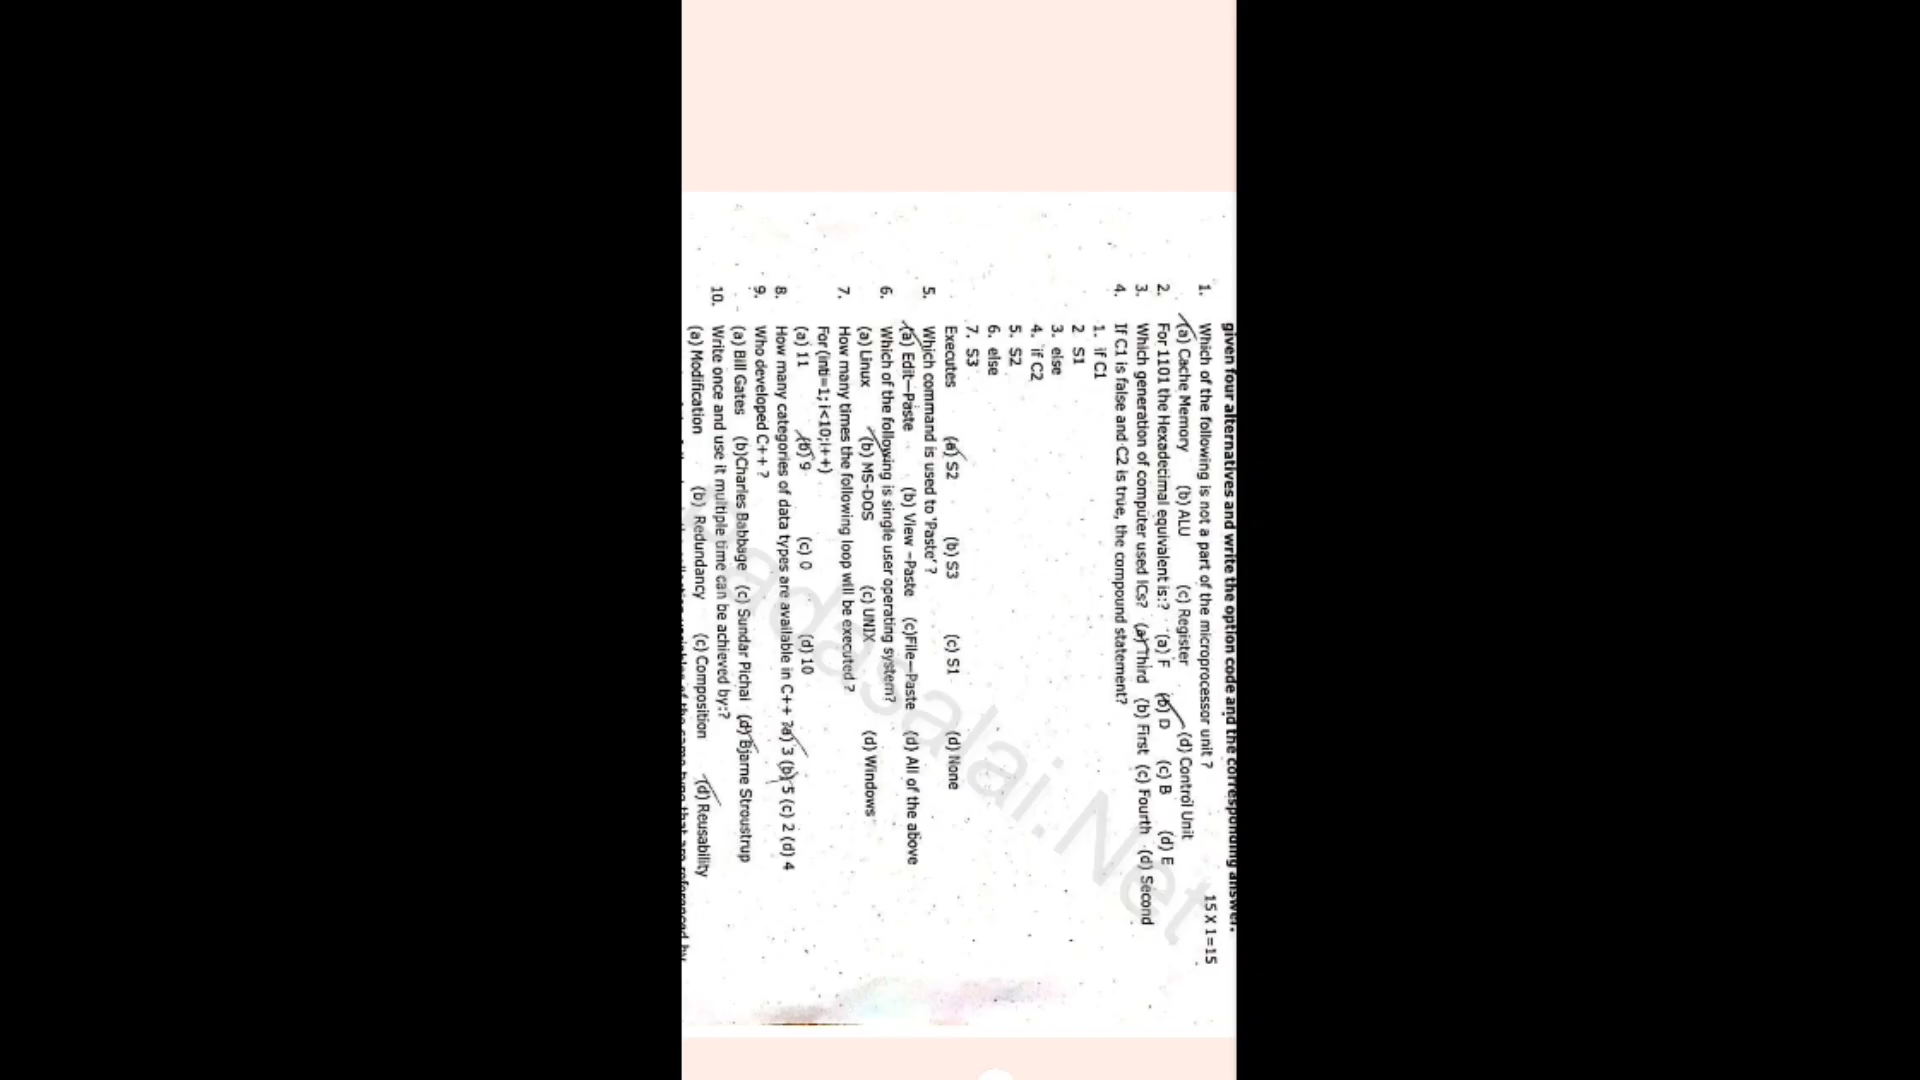 given four alternatives and write the option code and the corresponding answer.
15 X 1=15
1. Which of the following is not a part of the microprocessor unit ?
(a) Cache Memory (b) ALU (c) Register (d) Control Unit
2. For 1101 the Hexadecimal equivalent is:? (a) F (b) D (c) B (d) E
3. Which generation of computer used ICs? (a) Third (b) First (c) Fourth (d) Second
4. If C1 is false and C2 is true, the compound statement?
1. if C1
2 S1
3. else
4. if C2
5. S2
6. else
7. S3
Executes (a) S2 (b) S3 (c) S1 (d) None
5. Which command is used to 'Paste' ?
(a) Edit—Paste (b) View –Paste (c)File—Paste (d) All of the above
6. Which of the following is single user operating system?
(a) Linux (b) MS-DOS (c) UNIX (d) Windows
7. How many times the following loop will be executed ?
For (inti=1; i<10;i++)
(a) 11 (b) 9 (c) 0 (d) 10
8. How many categories of data types are available in C++ ?a) 3 (b) 5 (c) 2 (d) 4
9. Who developed C++ ?
(a) Bill Gates (b)Charles Babbage (c) Sundar Pichai (d) Bjarne Stroustrup
10. Write once and use it multiple time can be achieved by:?
(a) Modification (b) Redundancy (c) Composition (d) Reusability
Padasalai.Net